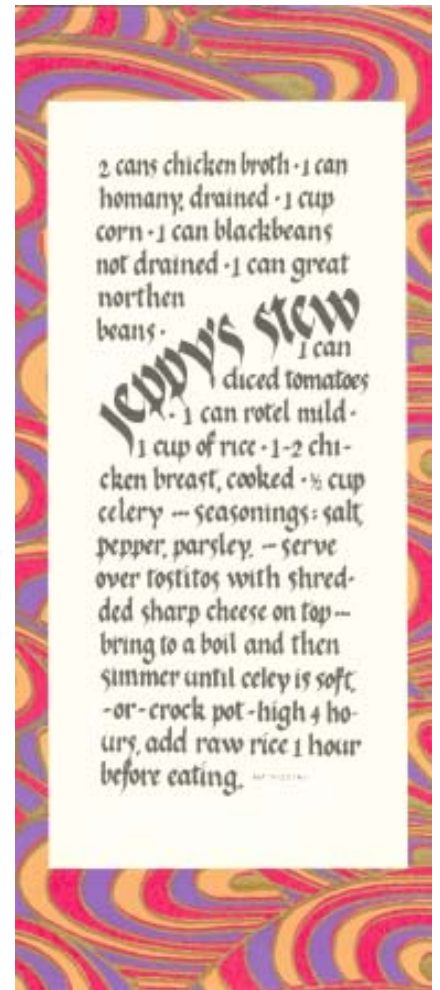 2 cans chicken broth · 1 can
homany, drained · 1 cup
corn · 1 can blackbeans
not drained · 1 can great
northen
beans ·
Jeppy's stew
1 can
diced tomatoes
· 1 can rotel mild ·
1 cup of rice · 1-2 chi-
cken breast, cooked · ½ cup
celery — seasonings: salt,
pepper, parsley. — serve
over tostitos with shred-
ded sharp cheese on top —
bring to a boil and then
simmer until celey is soft,
-or- crock pot - high 4 ho-
urs, add raw rice 1 hour
before eating.